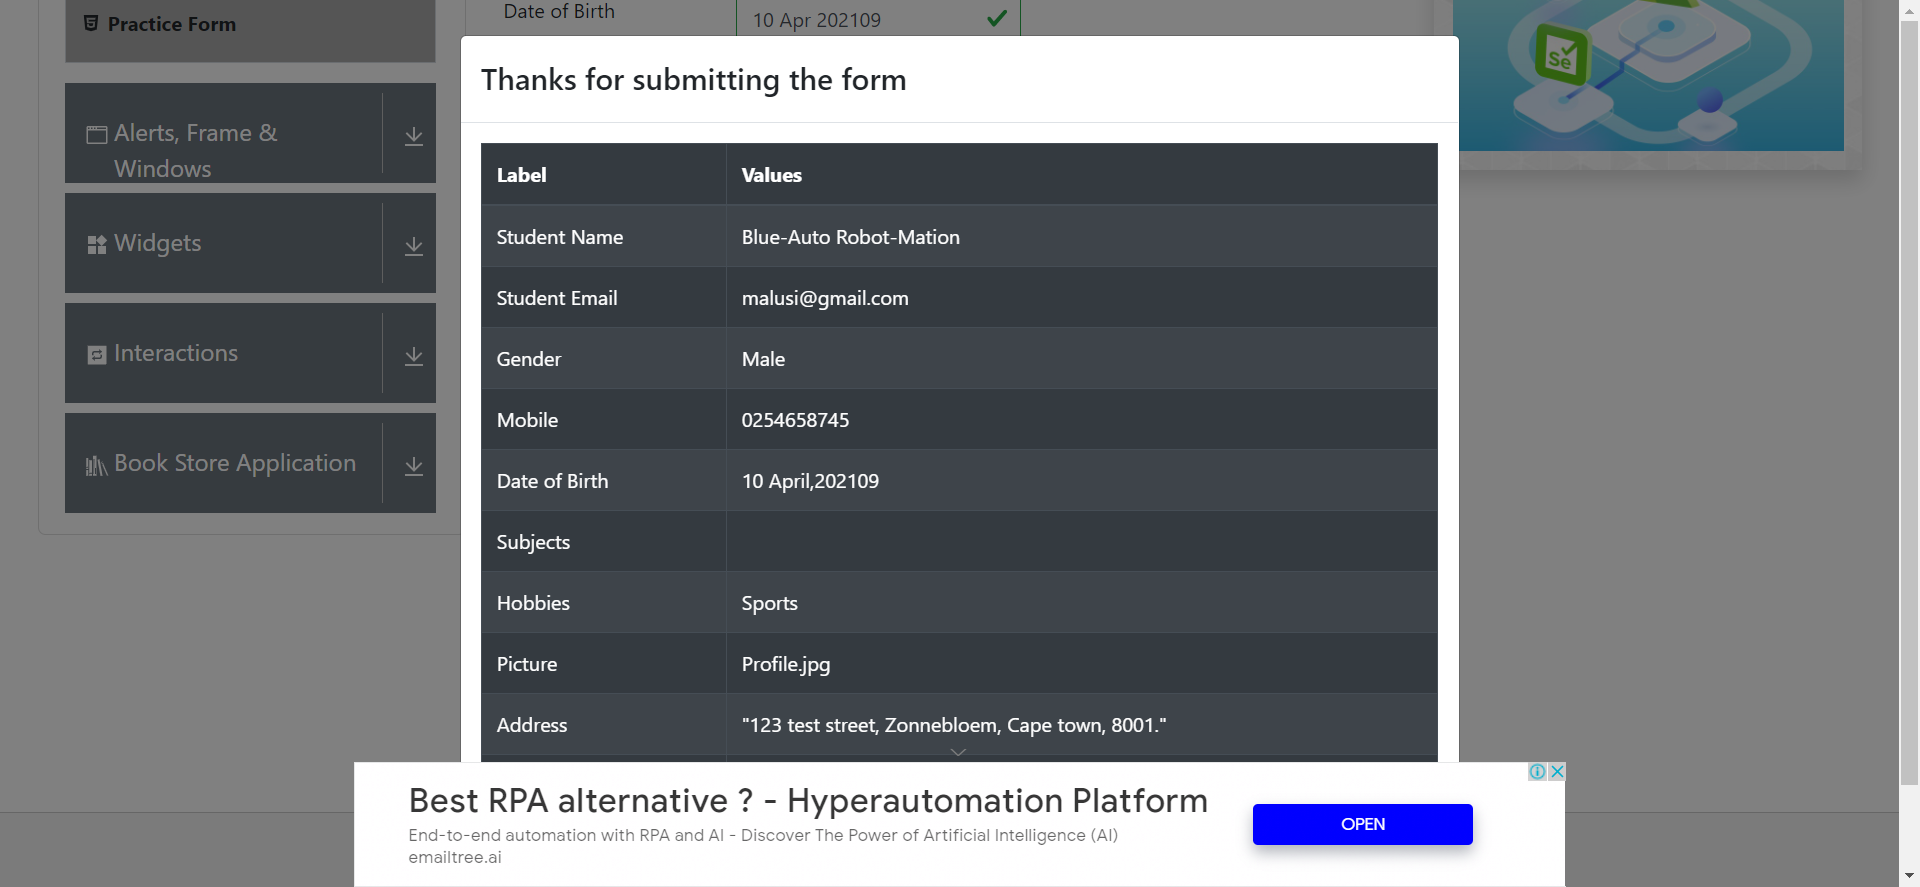 Practice Form
Alerts, Frame &
Windows
Widgets
Interactions
Book Store Application
Date of Birth
10 Apr 202109
Se
Thanks for submitting the form
Label Values
Student Name Blue-Auto Robot-Mation
Student Email malusi@gmail.com
Gender Male
Mobile 0254658745
Date of Birth 10 April,202109
Subjects
Hobbies Sports
Picture Profile.jpg
Address "123 test street, Zonnebloem, Cape town, 8001."
Best RPA alternative ? - Hyperautomation Platform
End-to-end automation with RPA and AI - Discover The Power of Artificial Intelligence (AI)
emailtree.ai
OPEN